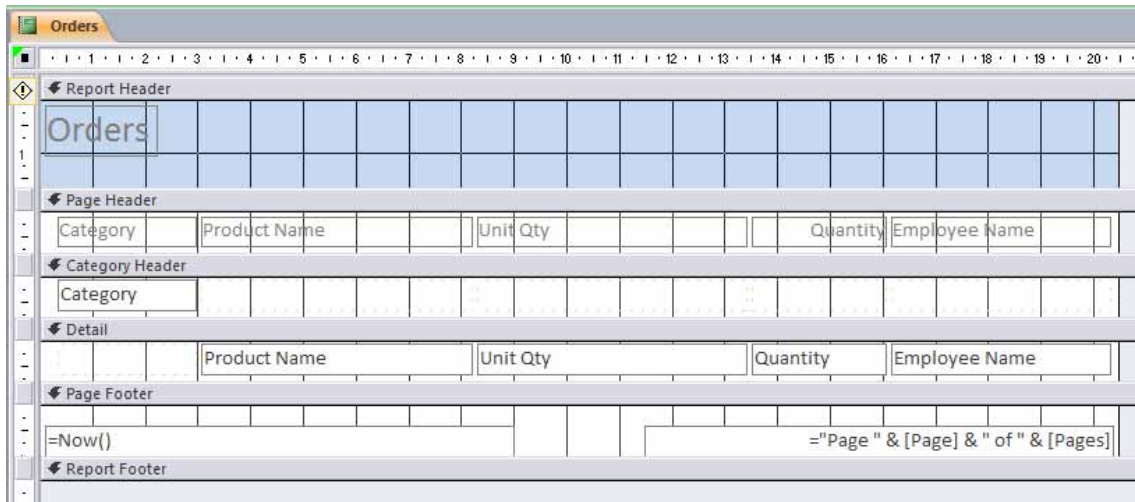 Orders
1 2 3 4 5 6 7 8 9 10 11 12 13 14 15 16 17 18 19 20
Report Header
Orders
1
Page Header
Category Product Name Unit Qty Quantity Employee Name
Category Header
Category
Detail
Product Name Unit Qty Quantity Employee Name
Page Footer
=Now() ="Page " & [Page] & " of " & [Pages]
Report Footer